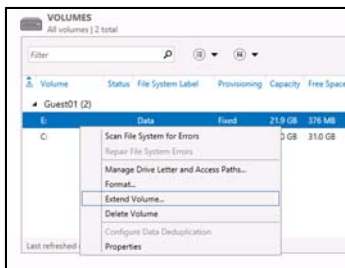 VOLUMES
All volumes | 2 total
Filter
Volume Status File System Label Provisioning Capacity Free Space
Guest01 (2)
E: Data Fixed 21.9 GB 376 MB
C: GB 31.0 GB
Scan File System for Errors
Repair File System Errors
Manage Drive Letter and Access Paths...
Format...
Extend Volume...
Delete Volume
Configure Data Deduplication
Last refreshed
Properties